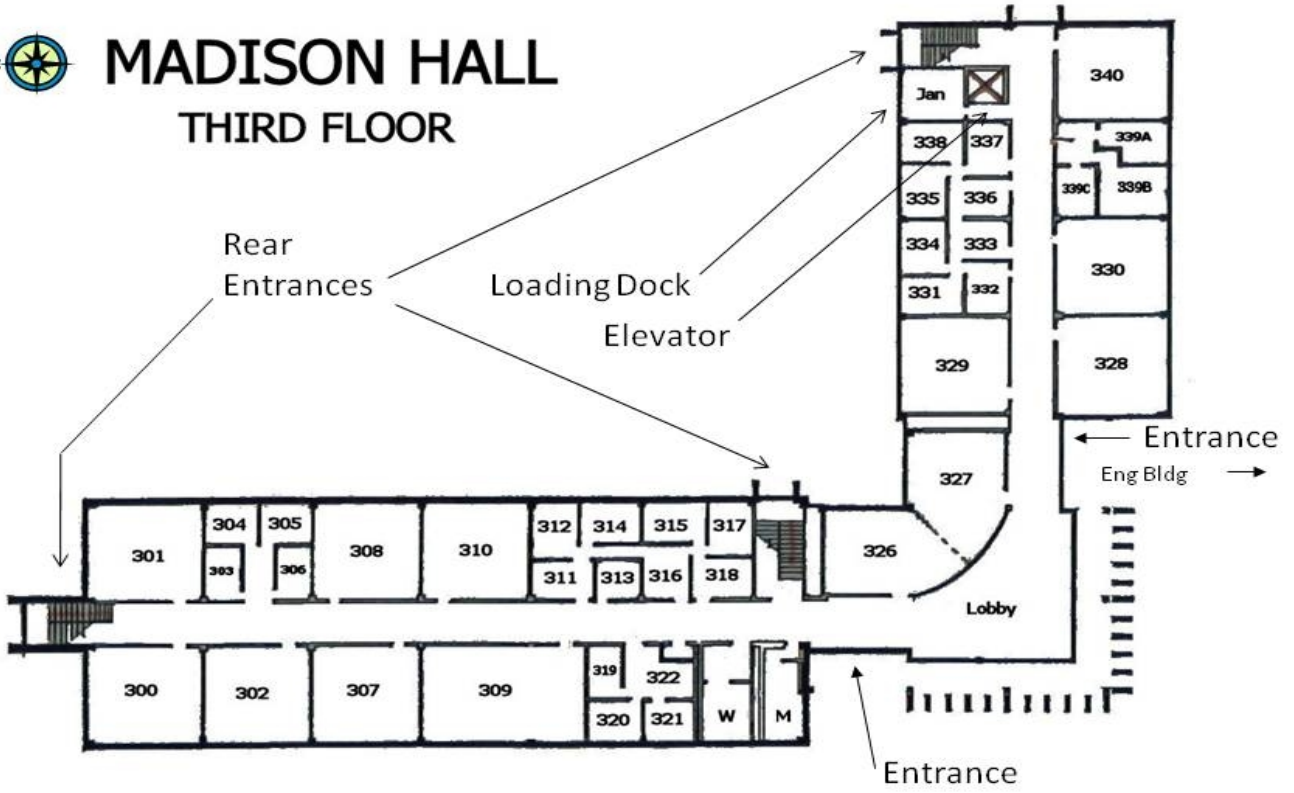 MADISON HALL
THIRD FLOOR
Rear
Entrances
Loading Dock
Elevator
Jan
340
338
337
339A
335
336
339C
339B
334
333
330
331
332
329
328
Entrance
Eng Bldg
327
326
Lobby
301
304
305
303
306
308
310
312
314
315
317
311
313
316
318
300
302
307
309
319
322
320
321
W
M
Entrance